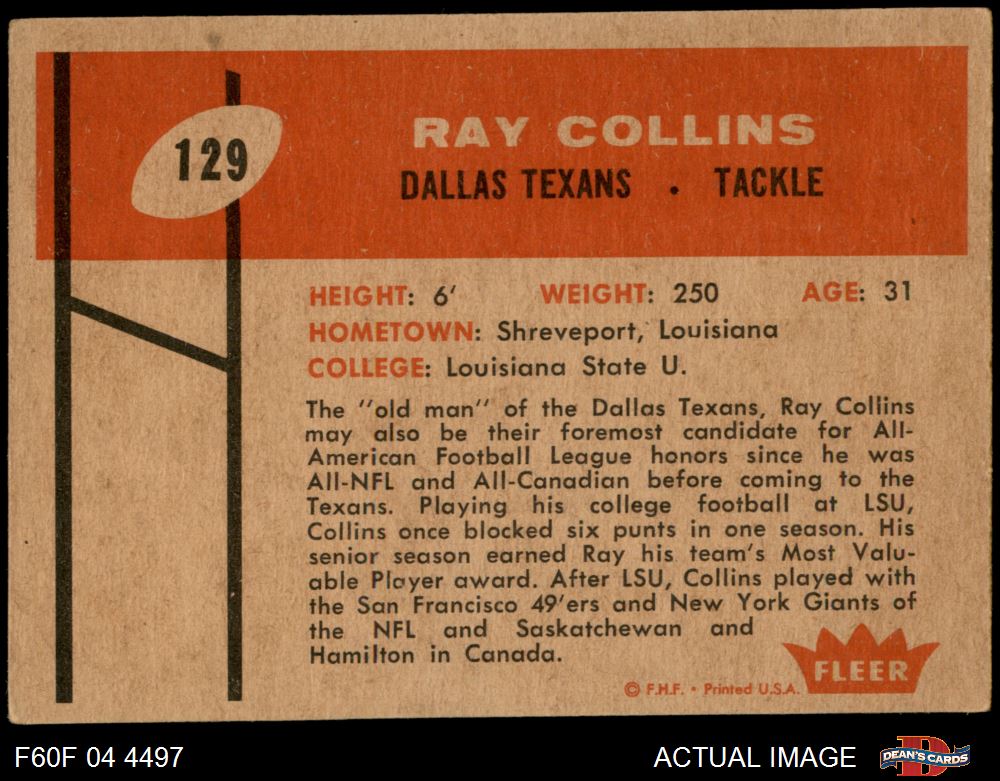 129
RAY COLLINS
DALLAS TEXANS . TACKLE
HEIGHT: 6' WEIGHT: 250 AGE: 31
HOMETOWN: Shreveport, Louisiana
COLLEGE: Louisiana State U.
The "old man" of the Dallas Texans, Ray Collins
may also be their foremost candidate for All-
American Football League honors since he was
All-NFL and All-Canadian before coming to the
Texans. Playing his college football at LSU,
Collins once blocked six punts in one season. His
senior season earned Ray his team's Most Valu-
able Player award. After LSU, Collins played with
the San Francisco 49'ers and New York Giants of
the NFL and Saskatchewan and
Hamilton in Canada.
FLEER
© F.H.F. • Printed U.S.A.
F60F 04 4497
ACTUAL IMAGE
D
DEAN'S CARDS